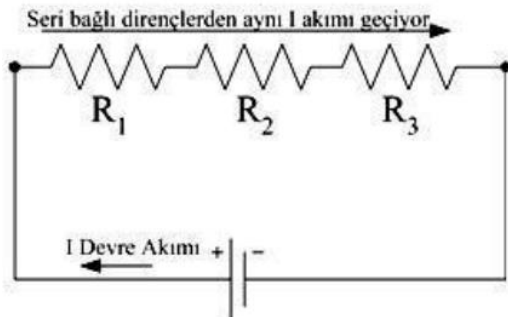 Seri bağlı dirençlerden aynı I akımı geçiyor
R1 R2 R3
I Devre Akımı + -